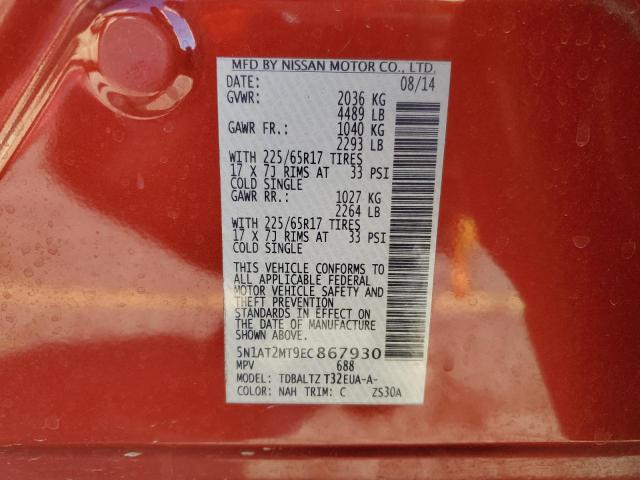 MFD BY NISSAN MOTOR CO., LTD.
DATE: 08/14
GVWR: 2036 KG
4489 LB
GAWR FR.: 1040 KG
2293 LB
WITH 225/65R17 TIRES
17 X 7J RIMS AT 33 PSI
COLD SINGLE
GAWR RR.: 1027 KG
2264 LB
WITH 225/65R17 TIRES
17 X 7J RIMS AT 33 PSI
COLD SINGLE
THIS VEHICLE CONFORMS TO
ALL APPLICABLE FEDERAL
MOTOR VEHICLE SAFETY AND
THEFT PREVENTION
STANDARDS IN EFFECT ON
THE DATE OF MANUFACTURE
SHOWN ABOVE.
5N1AT2MT9EC867930
MPV 688
MODEL: TDBALTZ T32EUA-A-
COLOR: NAH TRIM: C ZS30A